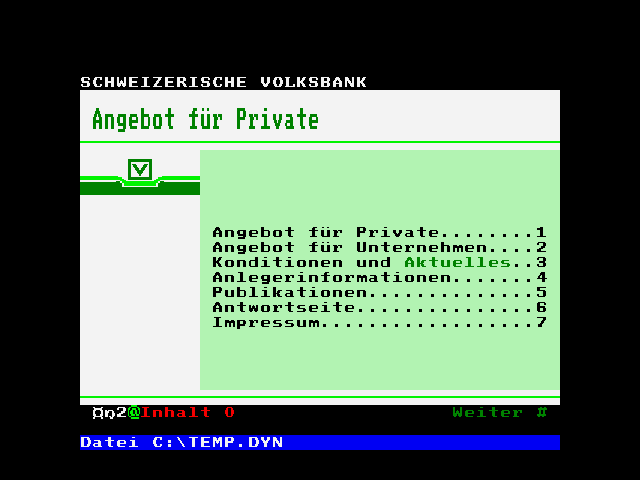 SCHWEIZERISCHE VOLKSBANK
Angebot für Private
Angebot für Private........1
Angebot für Unternehmen....2
Konditionen und Aktuelles..3
Anlegerinformationen.......4
Publikationen..............5
Antwortseite...............6
Impressum..................7
2@Inhalt 0 Weiter #
Datei C:\TEMP.DYN